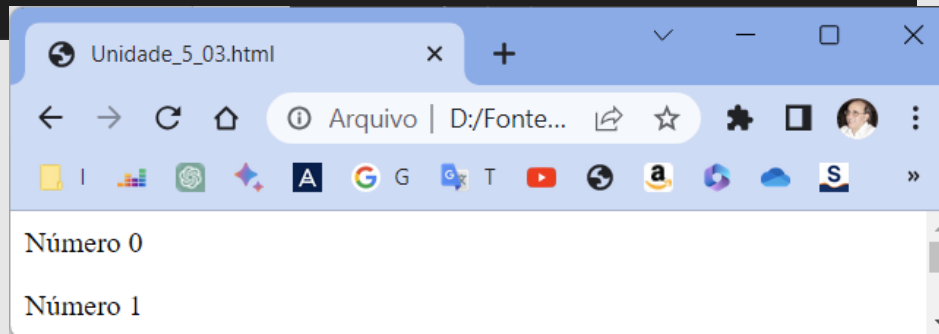 Unidade_5_03.html
Arquivo | D:/Fonte...
I A G G T a S »
Número 0
Número 1